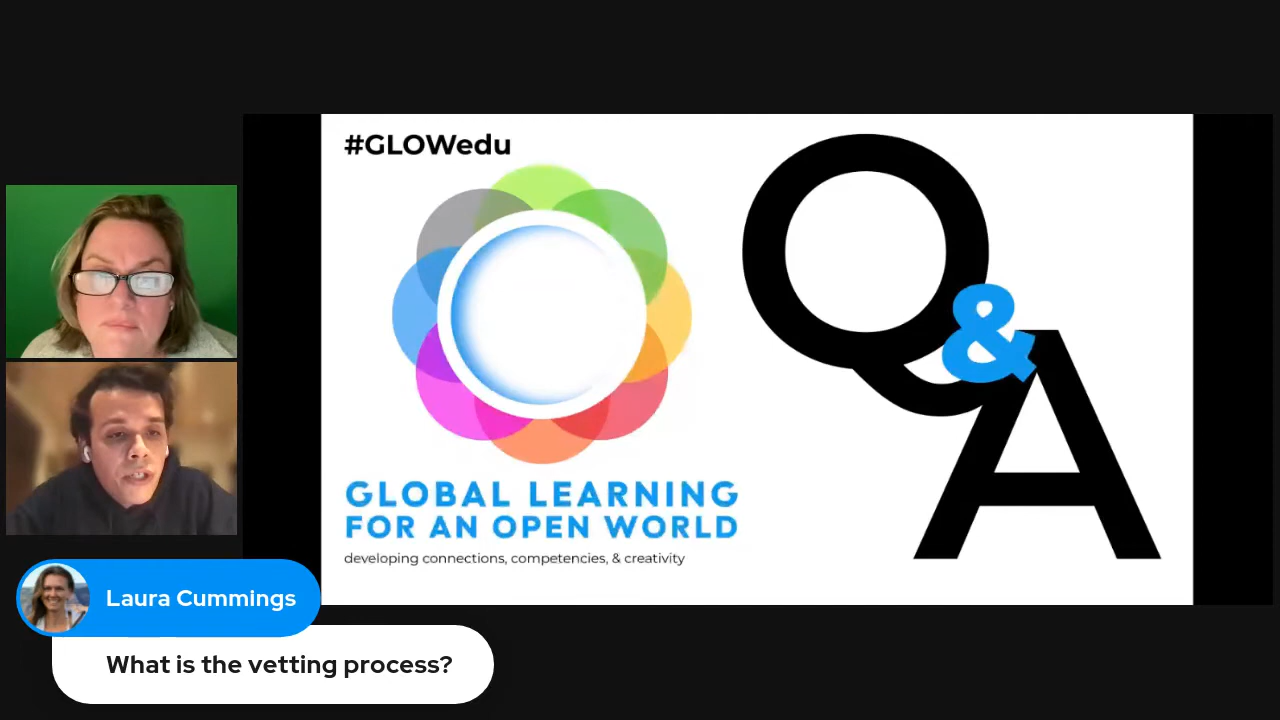 #GLOWedu
Q&A
GLOBAL LEARNING
FOR AN OPEN WORLD
developing connections, competencies, & creativity
Laura Cummings
What is the vetting process?